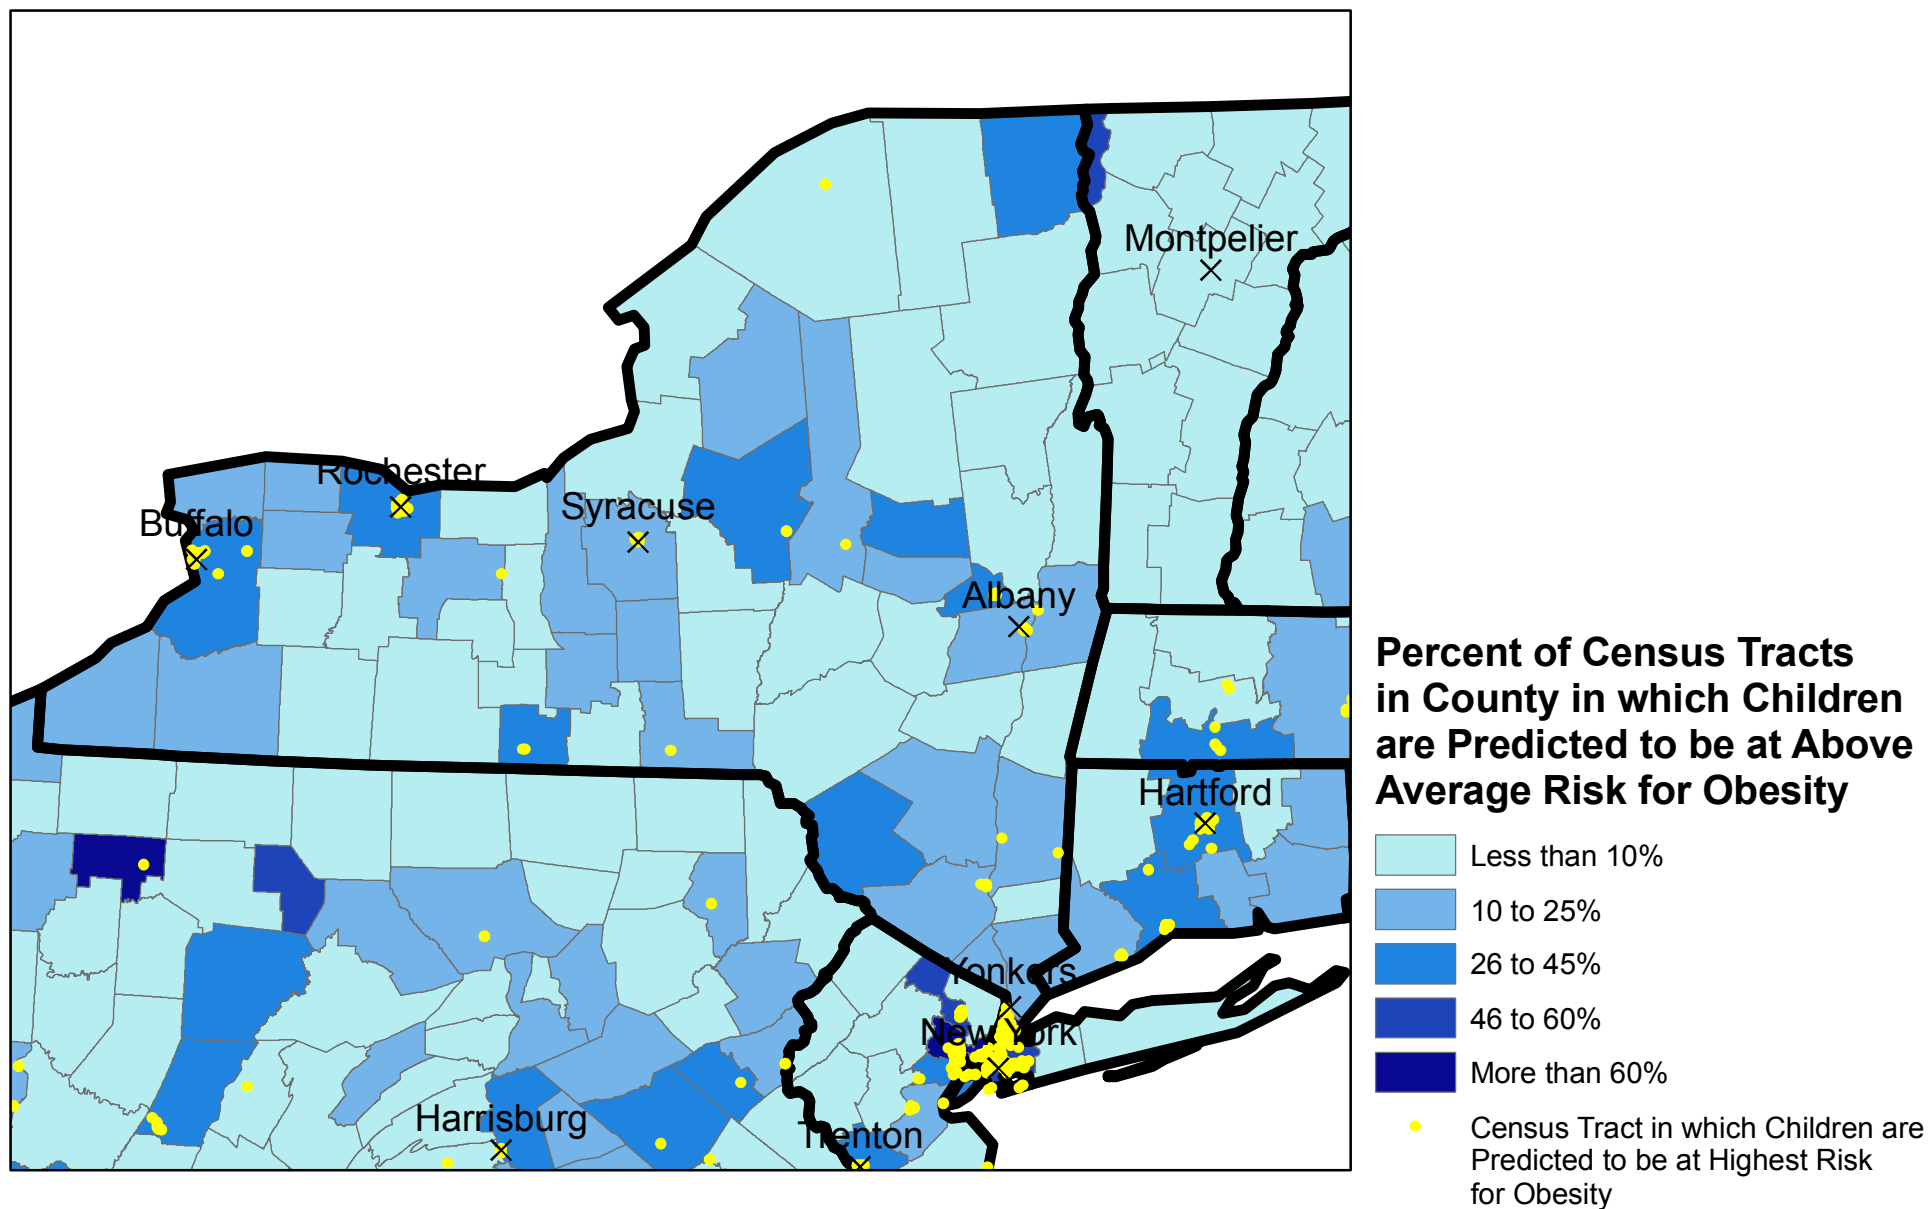 Montpelier
Rochester
Syracuse
Buffalo
Albany
Hartford
Yonkers
New York
Harrisburg
Trenton
Percent of Census Tracts
in County in which Children
are Predicted to be at Above
Average Risk for Obesity
Less than 10%
10 to 25%
26 to 45%
46 to 60%
More than 60%
Census Tract in which Children are
Predicted to be at Highest Risk
for Obesity